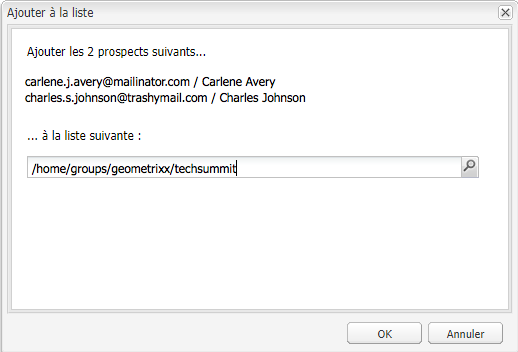 Ajouter à la liste
Ajouter les 2 prospects suivants...
carlene.j.avery@mailinator.com / Carlene Avery
charles.s.johnson@trashymail.com / Charles Johnson
... à la liste suivante :
/home/groups/geometrixx/techsummit
OK
Annuler